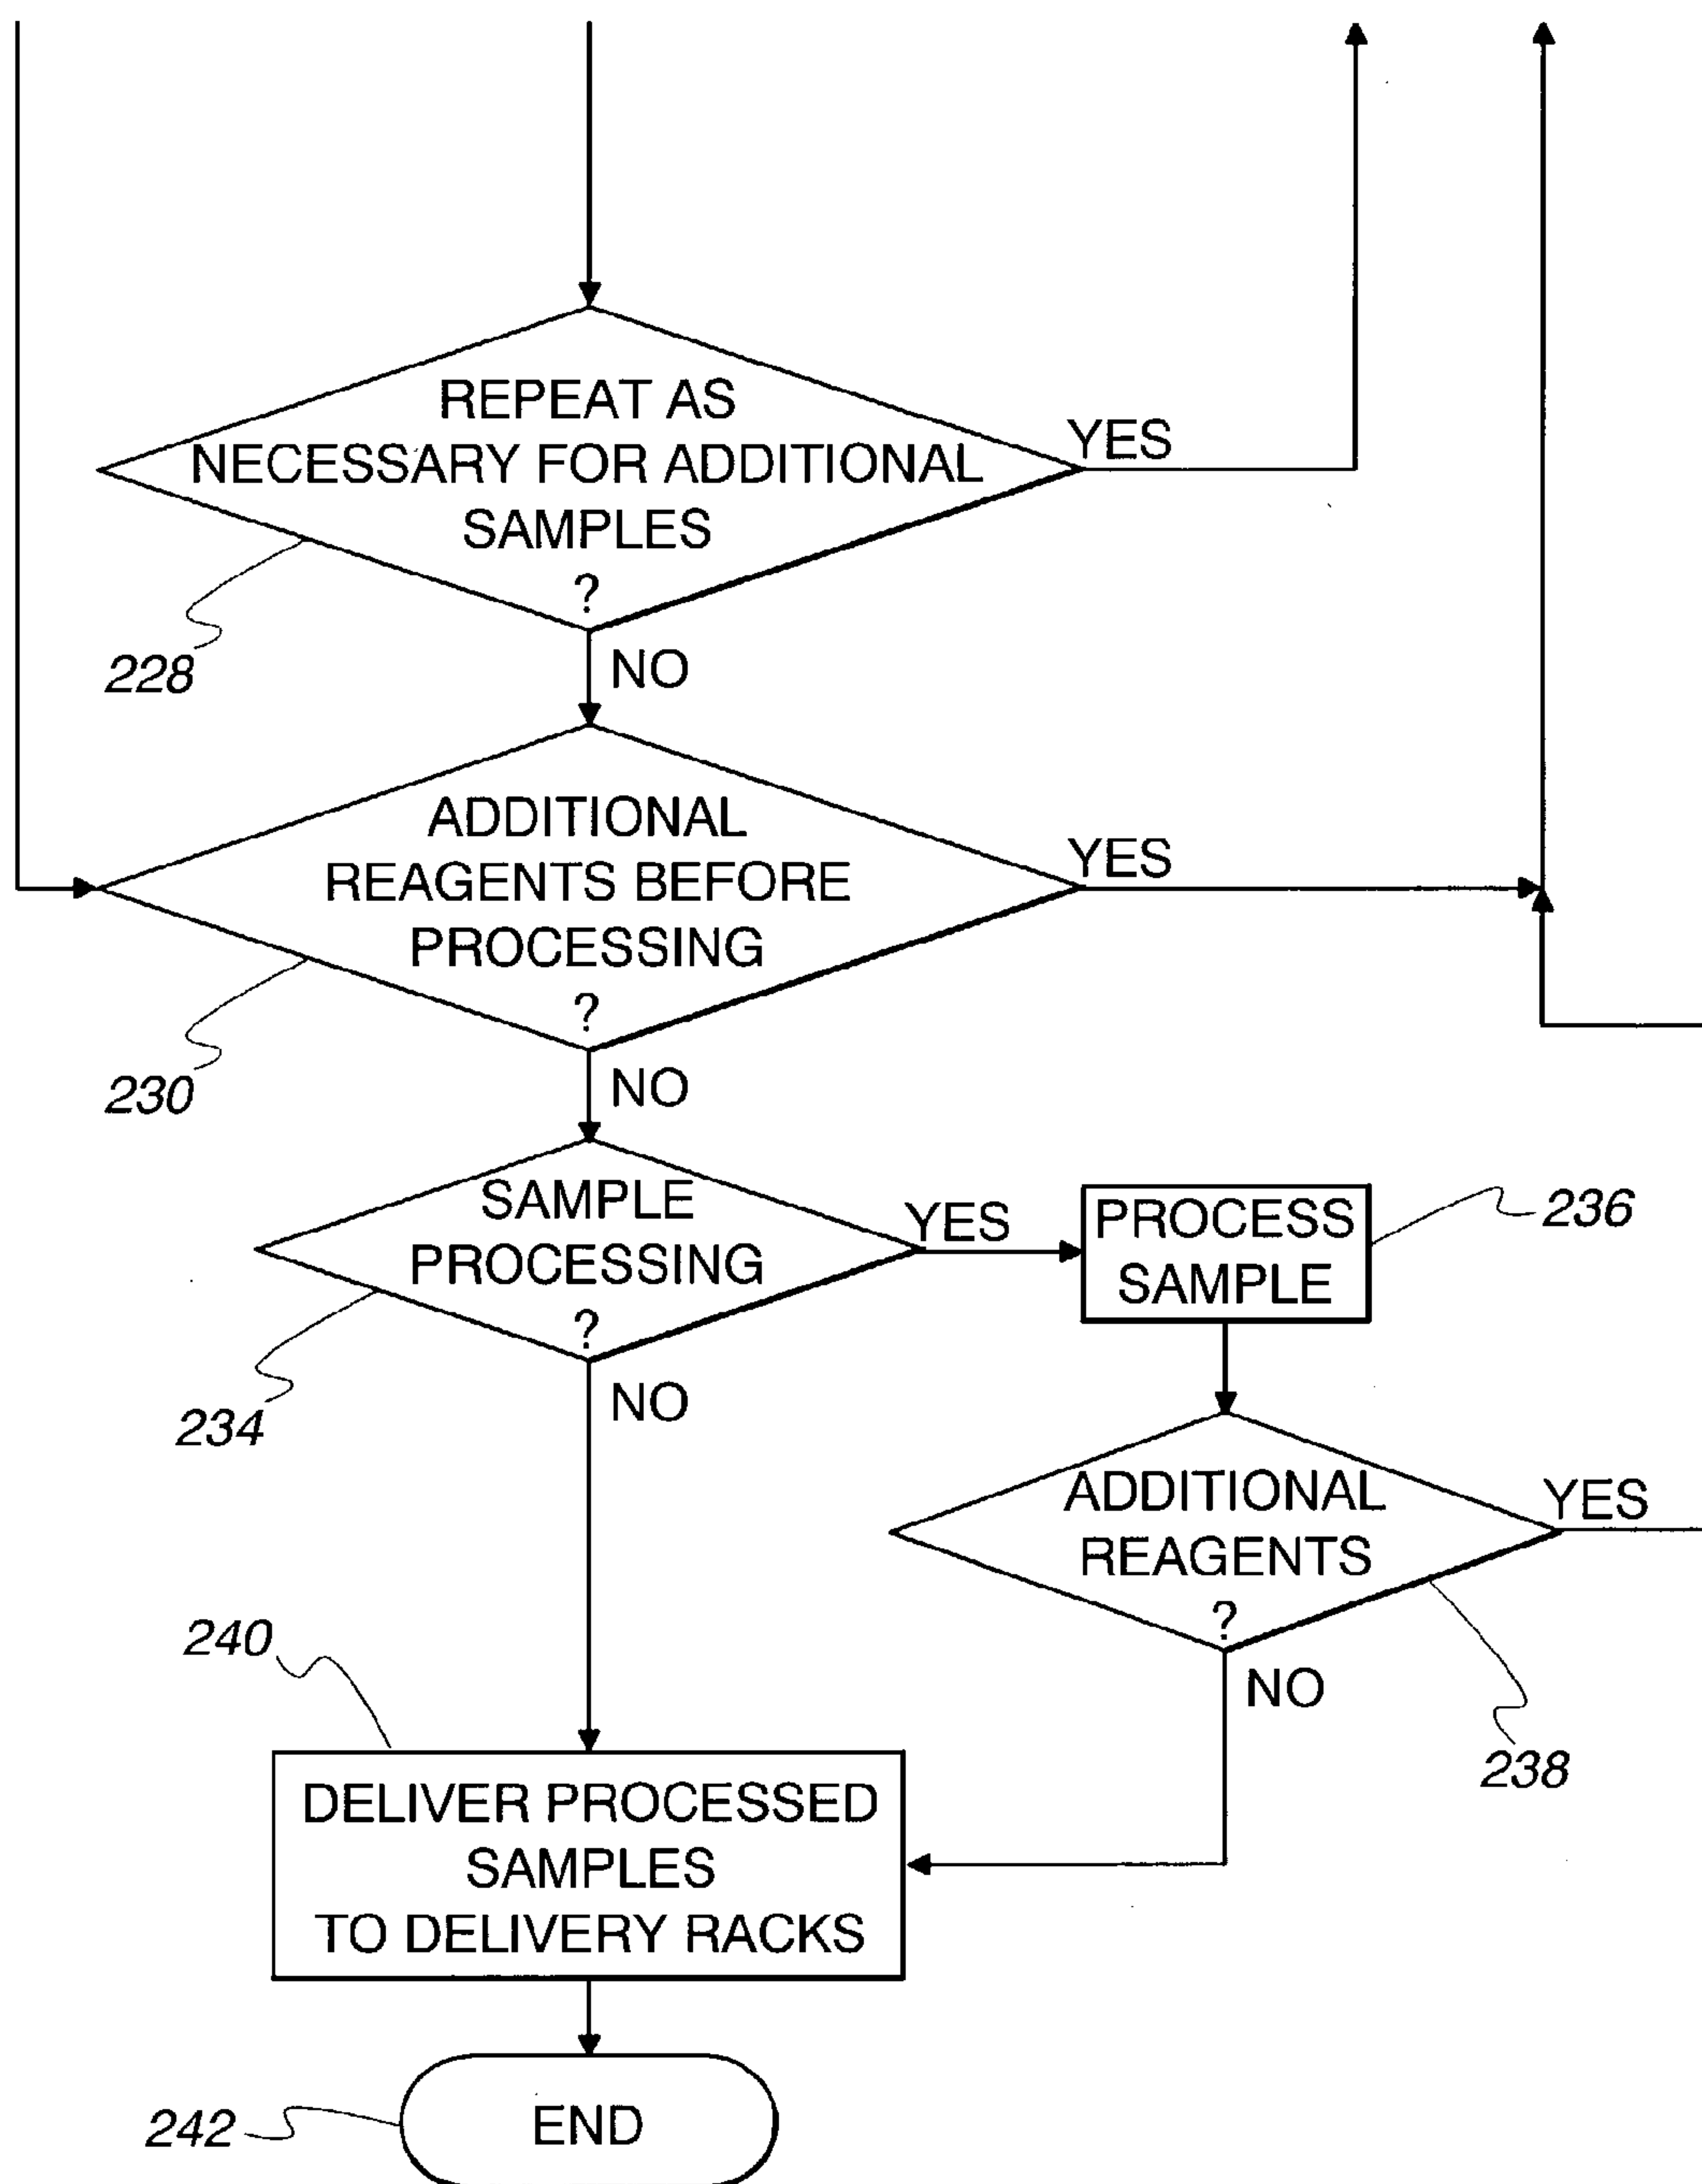 REPEAT AS
NECESSARY FOR ADDITIONAL
SAMPLES
?
YES
228
NO
ADDITIONAL
REAGENTS BEFORE
PROCESSING
?
YES
230
NO
SAMPLE
PROCESSING
?
YES
PROCESS
SAMPLE
236
234
NO
ADDITIONAL
REAGENTS
?
YES
NO
238
240
DELIVER PROCESSED
SAMPLES
TO DELIVERY RACKS
242
END